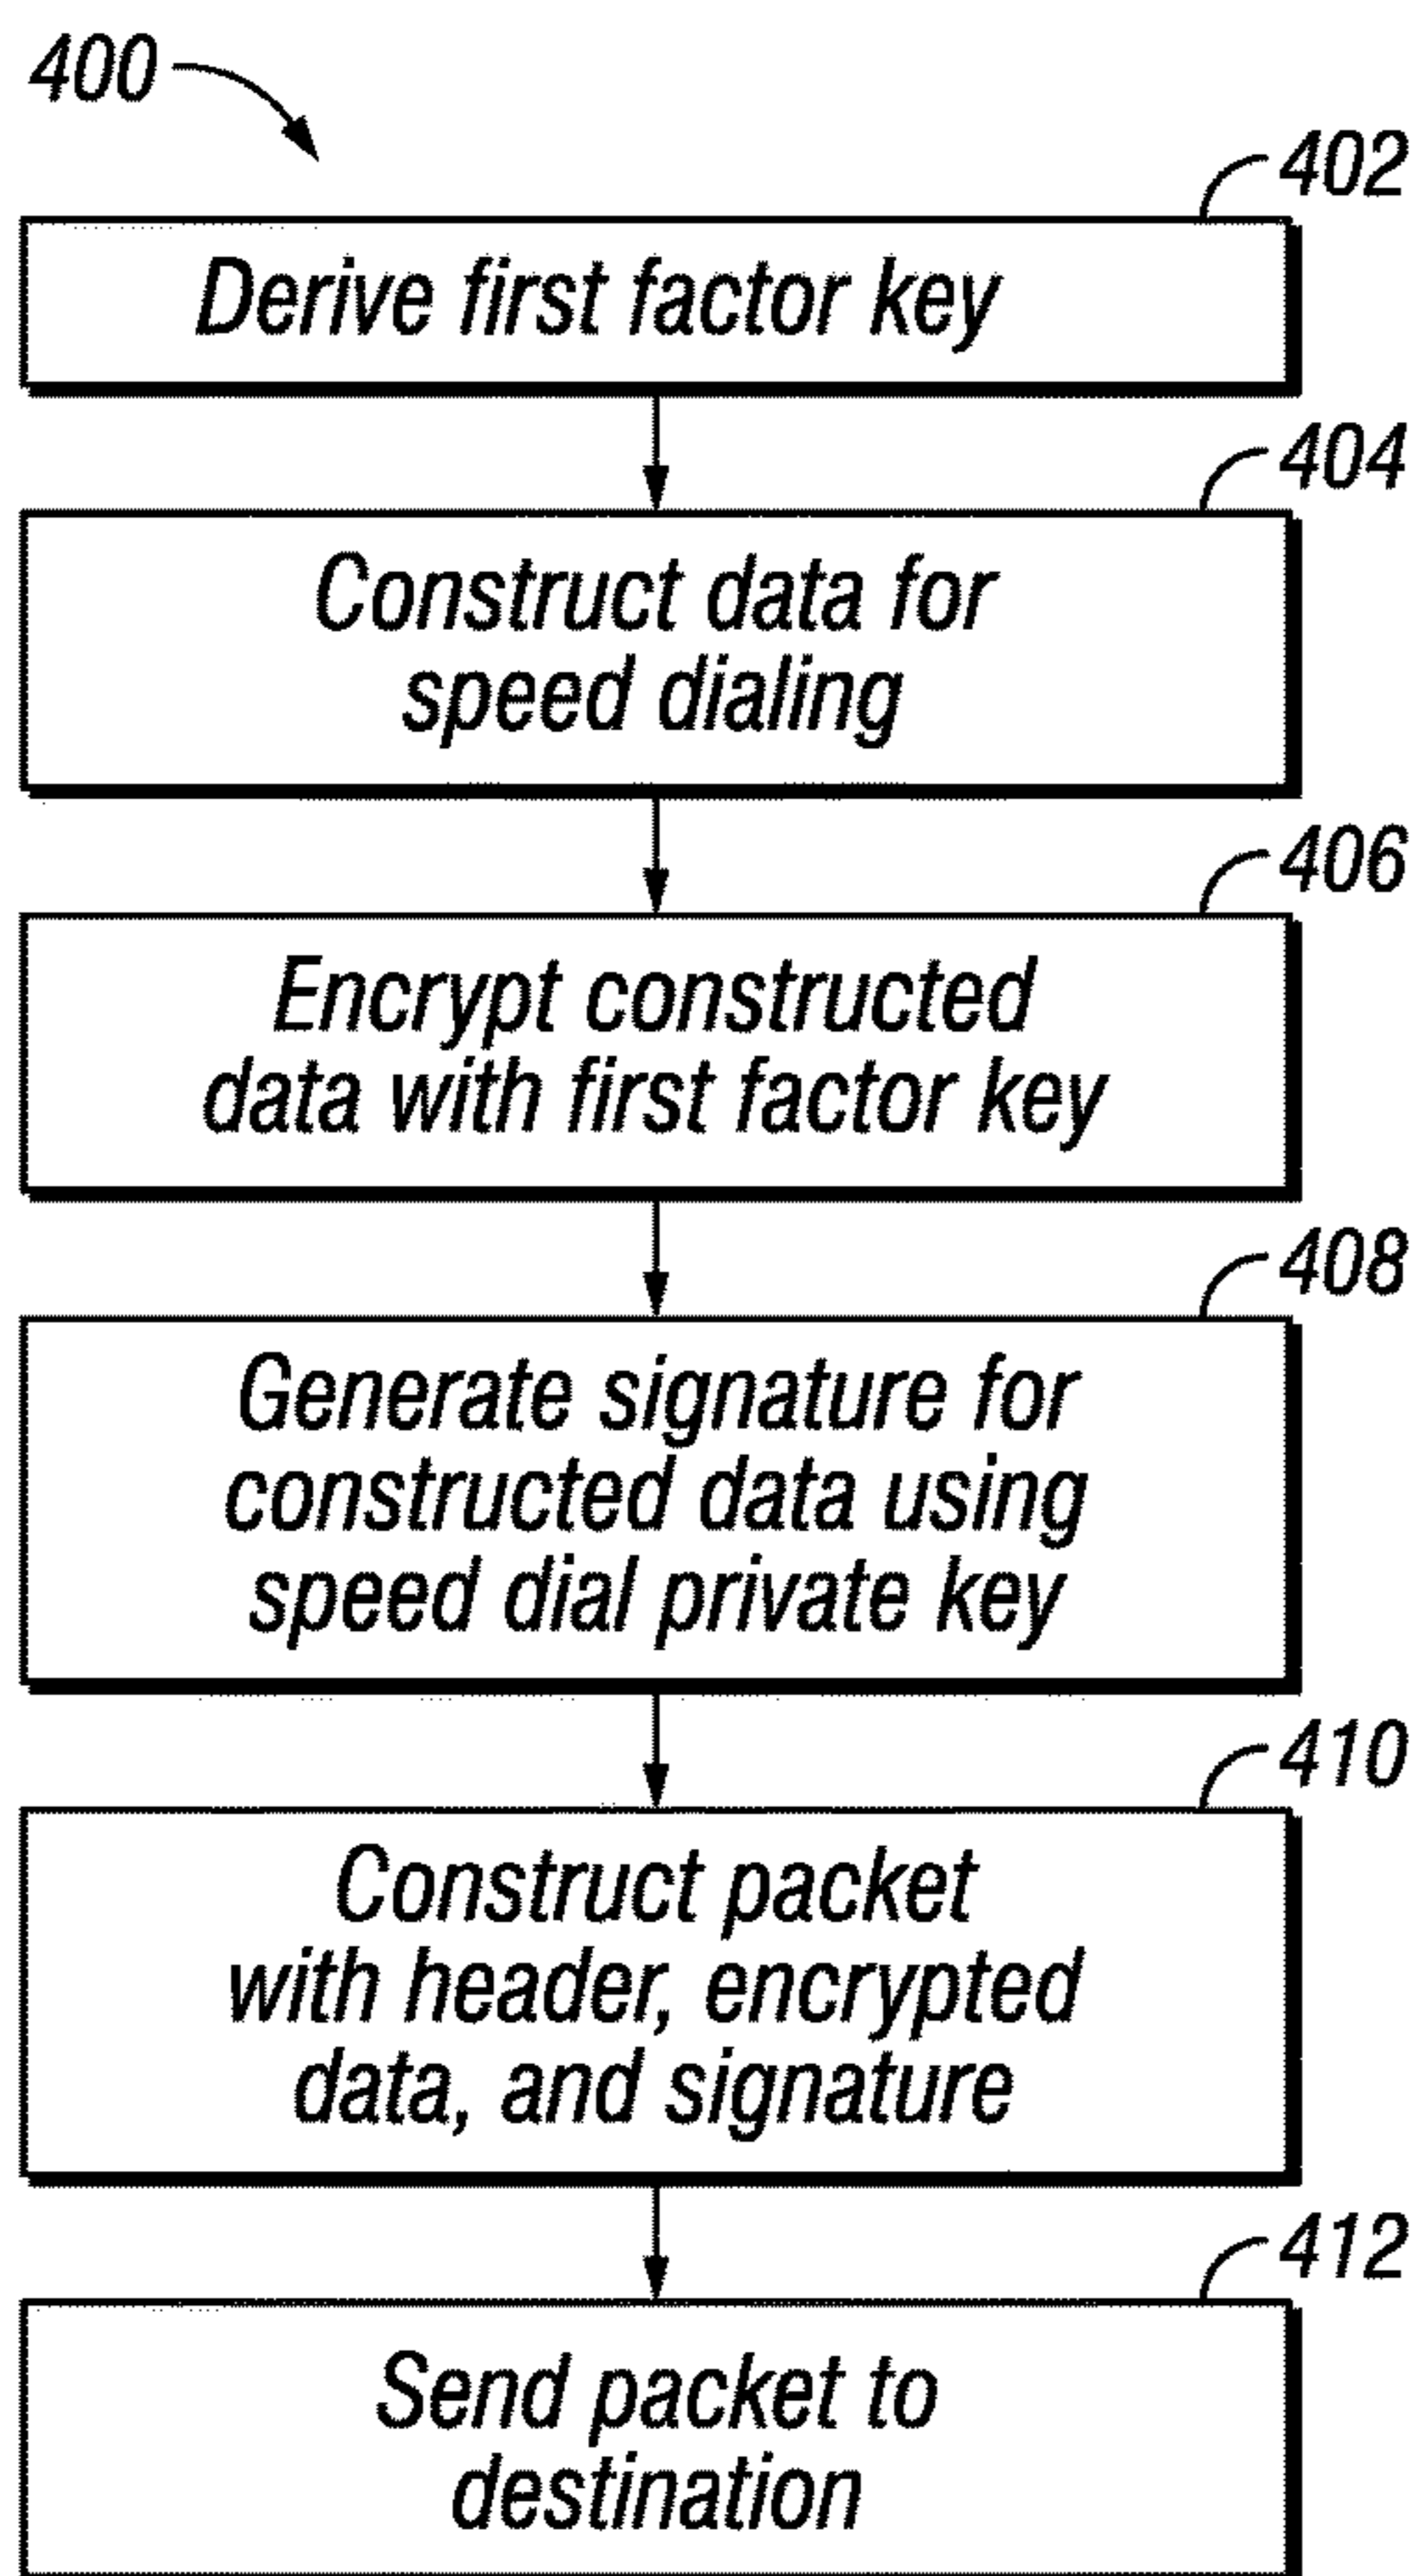 400
402
Derive first factor key
404
Construct data for
speed dialing
406
Encrypt constructed
data with first factor key
408
Generate signature for
constructed data using
speed dial private key
410
Construct packet
with header, encrypted
data, and signature
412
Send packet to
destination